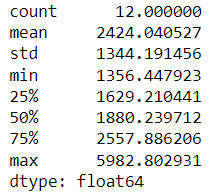 count 12.000000
mean 2424.040527
std 1344.191456
min 1356.447923
25% 1629.210441
50% 1880.239712
75% 2557.886206
max 5982.802931
dtype: float64